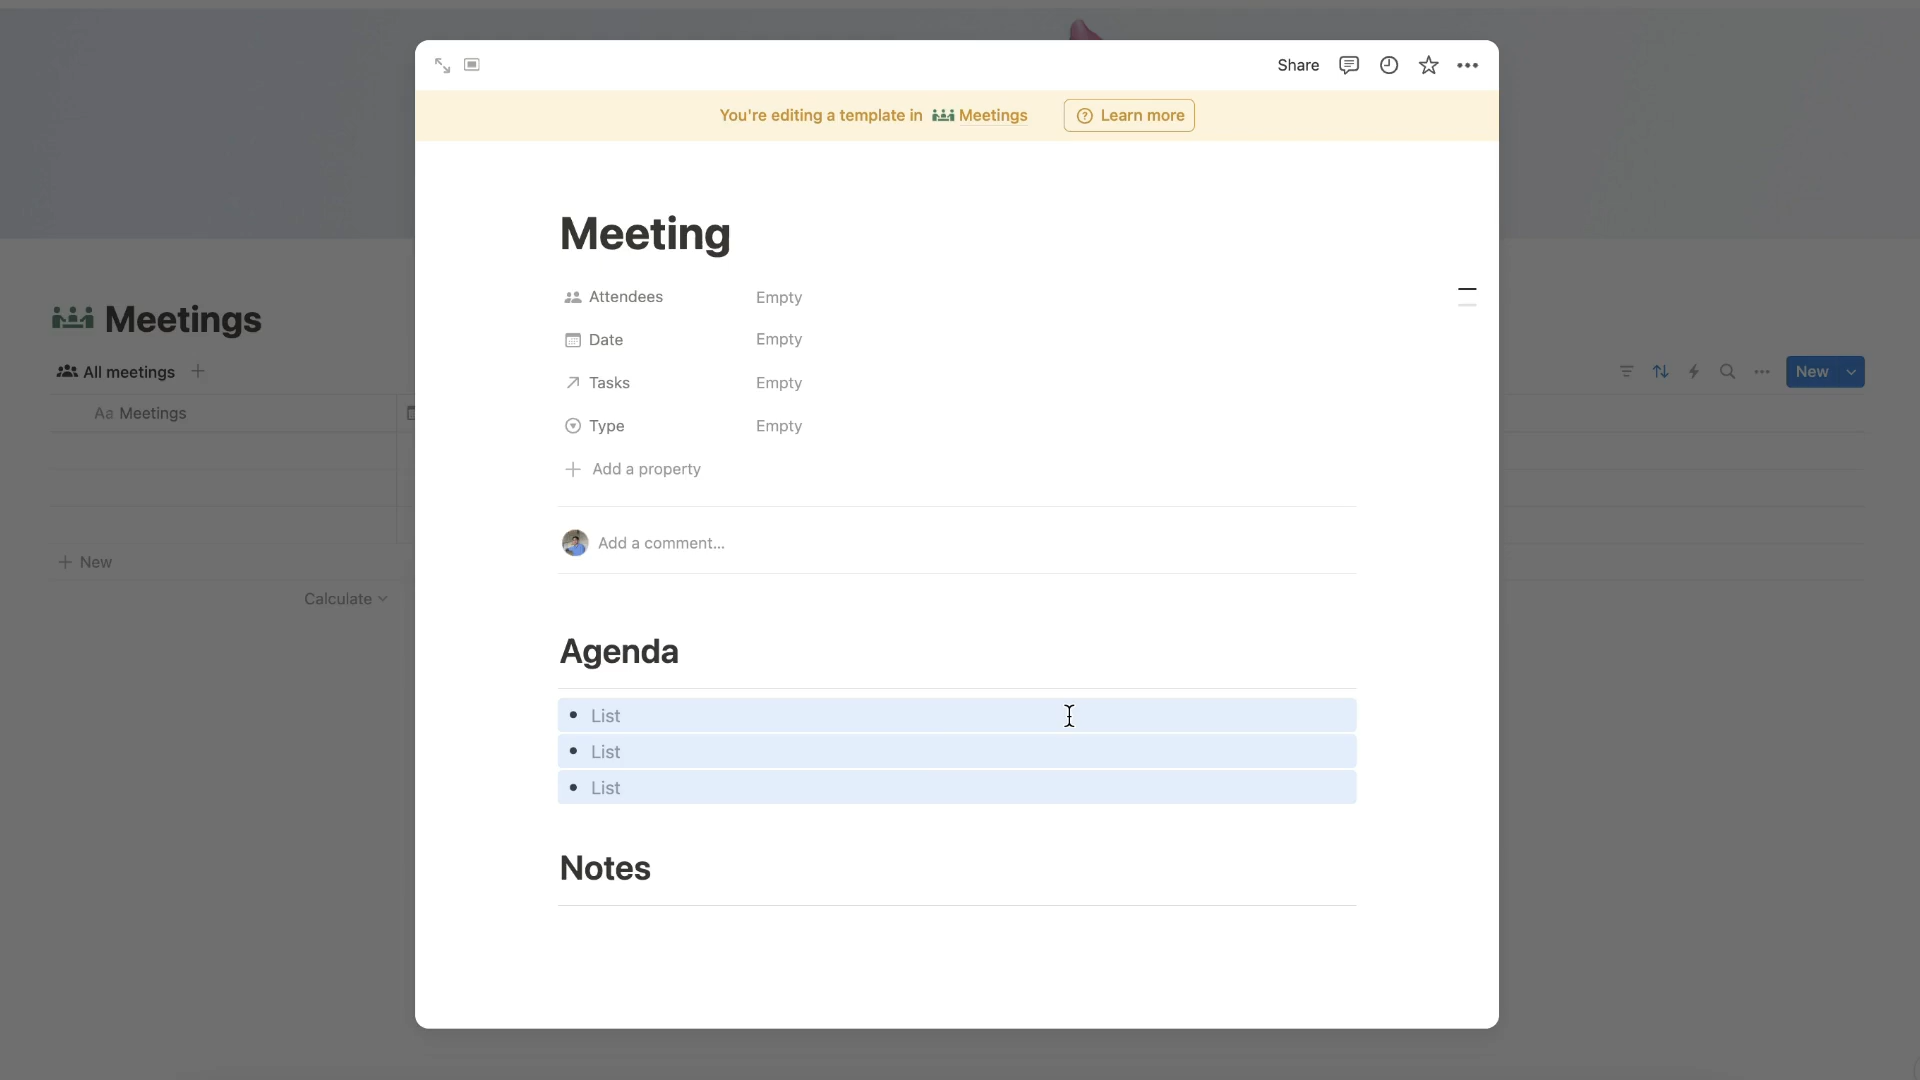 Share
You're editing a template in Meetings
Learn more
Meeting
Attendees Empty
Date Empty
Tasks Empty
Type Empty
Add a property
Add a comment...
Agenda
• List
• List
• List
Notes
Meetings
All meetings
New
Aa Meetings
New
Calculate